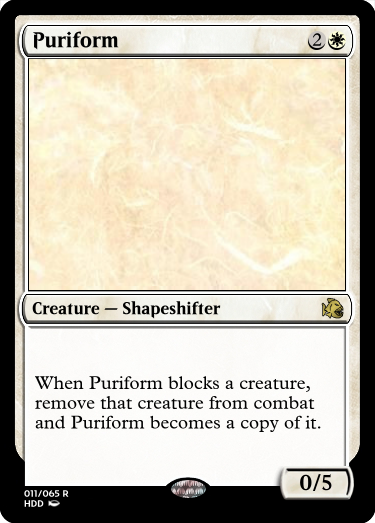 Puriform 2
Creature — Shapeshifter
When Puriform blocks a creature,
remove that creature from combat
and Puriform becomes a copy of it.
0/5
011/065 R
HDD